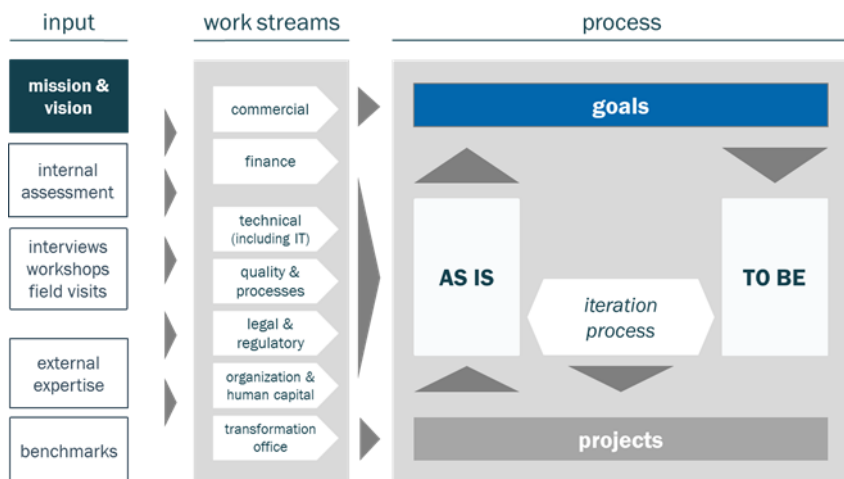 input
work streams
process
mission &
vision
internal
assessment
interviews
workshops
field visits
external
expertise
benchmarks
commercial
finance
technical
(including IT)
quality &
processes
legal &
regulatory
organization &
human capital
transformation
office
goals
AS IS
iteration
process
TO BE
projects